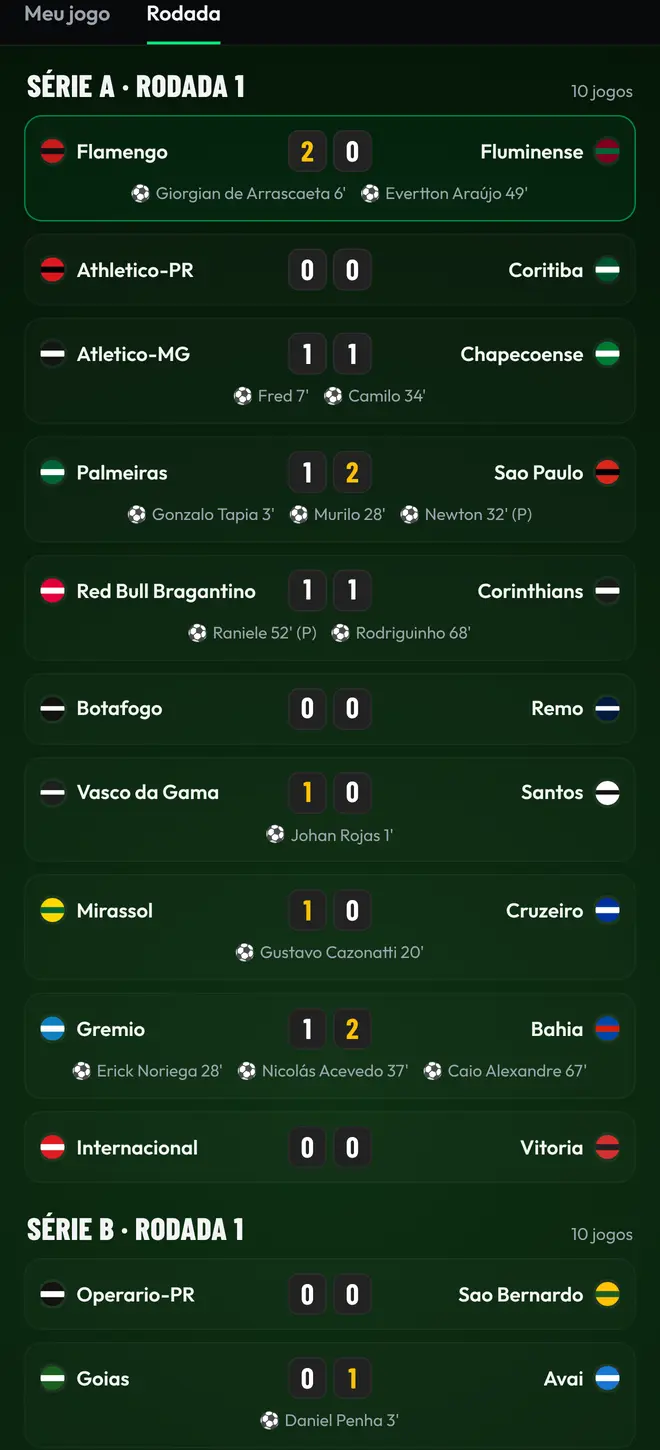 Meu jogo Rodada
SÉRIE A · RODADA 1 10 jogos
Flamengo 2 0 Fluminense
Giorgian de Arrascaeta 6' Evertton Araújo 49'
Athletico-PR 0 0 Coritiba
Atletico-MG 1 1 Chapecoense
Fred 7' Camilo 34'
Palmeiras 1 2 Sao Paulo
Gonzalo Tapia 3' Murilo 28' Newton 32' (P)
Red Bull Bragantino 1 1 Corinthians
Raniele 52' (P) Rodriguinho 68'
Botafogo 0 0 Remo
Vasco da Gama 1 0 Santos
Johan Rojas 1'
Mirassol 1 0 Cruzeiro
Gustavo Cazonatti 20'
Gremio 1 2 Bahia
Erick Noriega 28' Nicolás Acevedo 37' Caio Alexandre 67'
Internacional 0 0 Vitoria
SÉRIE B · RODADA 1 10 jogos
Operario-PR 0 0 Sao Bernardo
Goias 0 1 Avai
Daniel Penha 3'